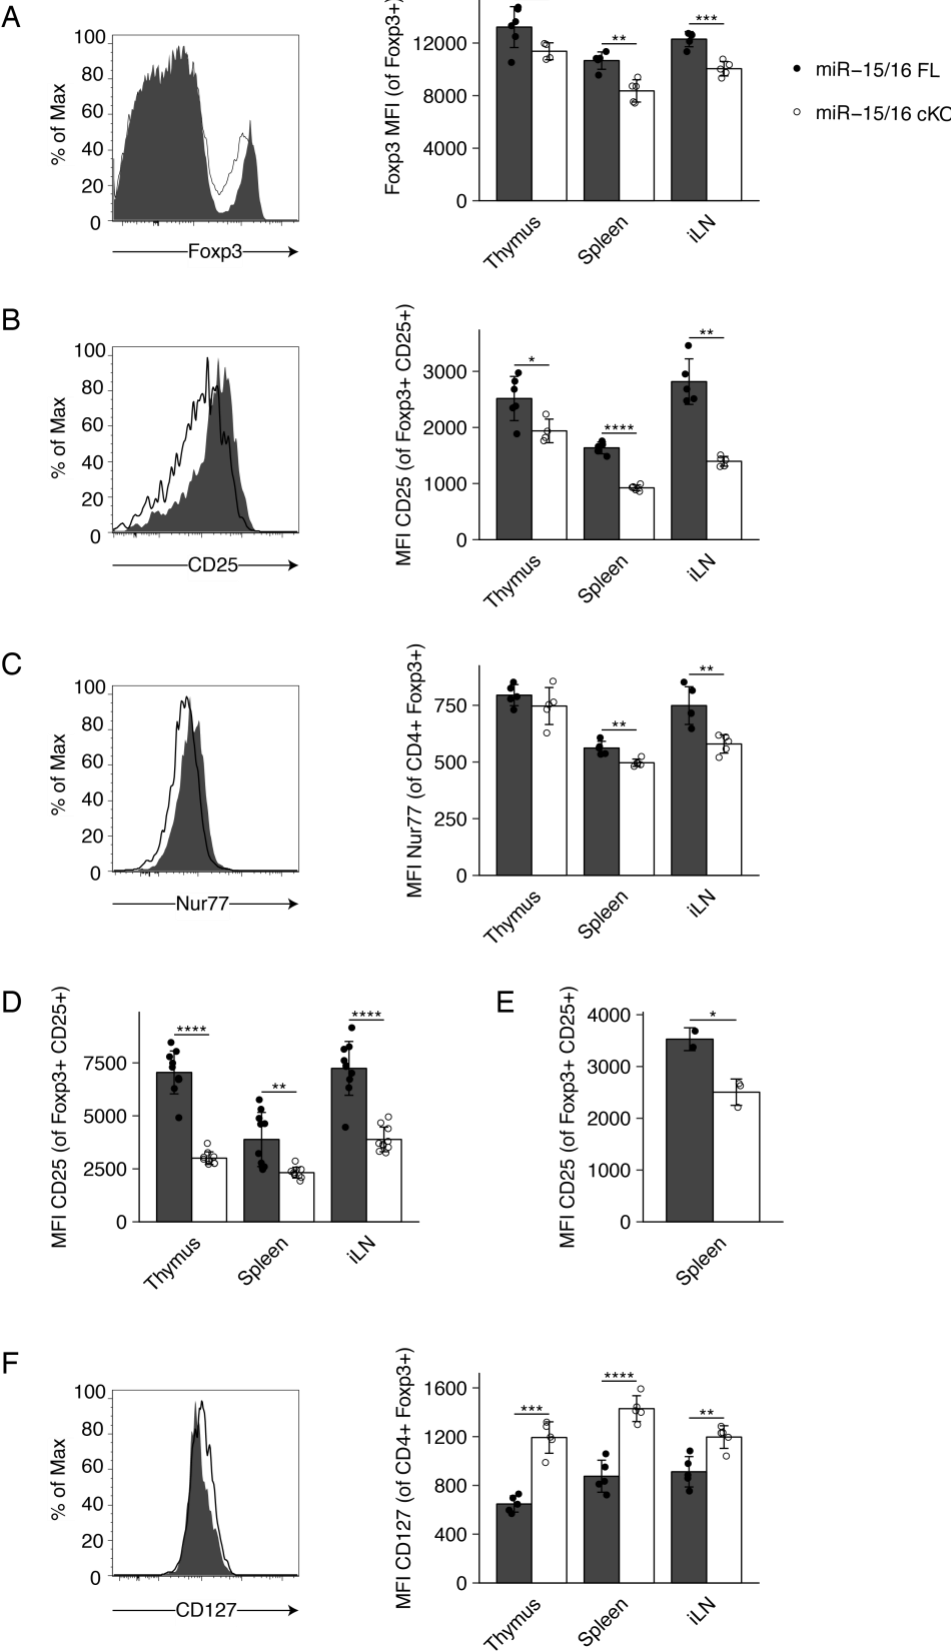 A
100
80
60
40
20
0
% of Max
Foxp3
Foxp3 MFI (of Foxp3+)
12000
8000
4000
0
**
***
Thymus
Spleen
iLN
miR−15/16 FL
miR−15/16 cKO
B
100
80
60
40
20
0
% of Max
CD25
MFI CD25 (of Foxp3+ CD25+)
3000
2000
1000
0
*
****
**
Thymus
Spleen
iLN
C
100
80
60
40
20
0
% of Max
Nur77
MFI Nur77 (of CD4+ Foxp3+)
750
500
250
0
**
**
Thymus
Spleen
iLN
D
MFI CD25 (of Foxp3+ CD25+)
7500
5000
2500
0
****
**
****
Thymus
Spleen
iLN
E
MFI CD25 (of Foxp3+ CD25+)
4000
3000
2000
1000
0
*
Spleen
F
100
80
60
40
20
0
% of Max
CD127
MFI CD127 (of CD4+ Foxp3+)
1600
1200
800
400
0
***
****
**
Thymus
Spleen
iLN